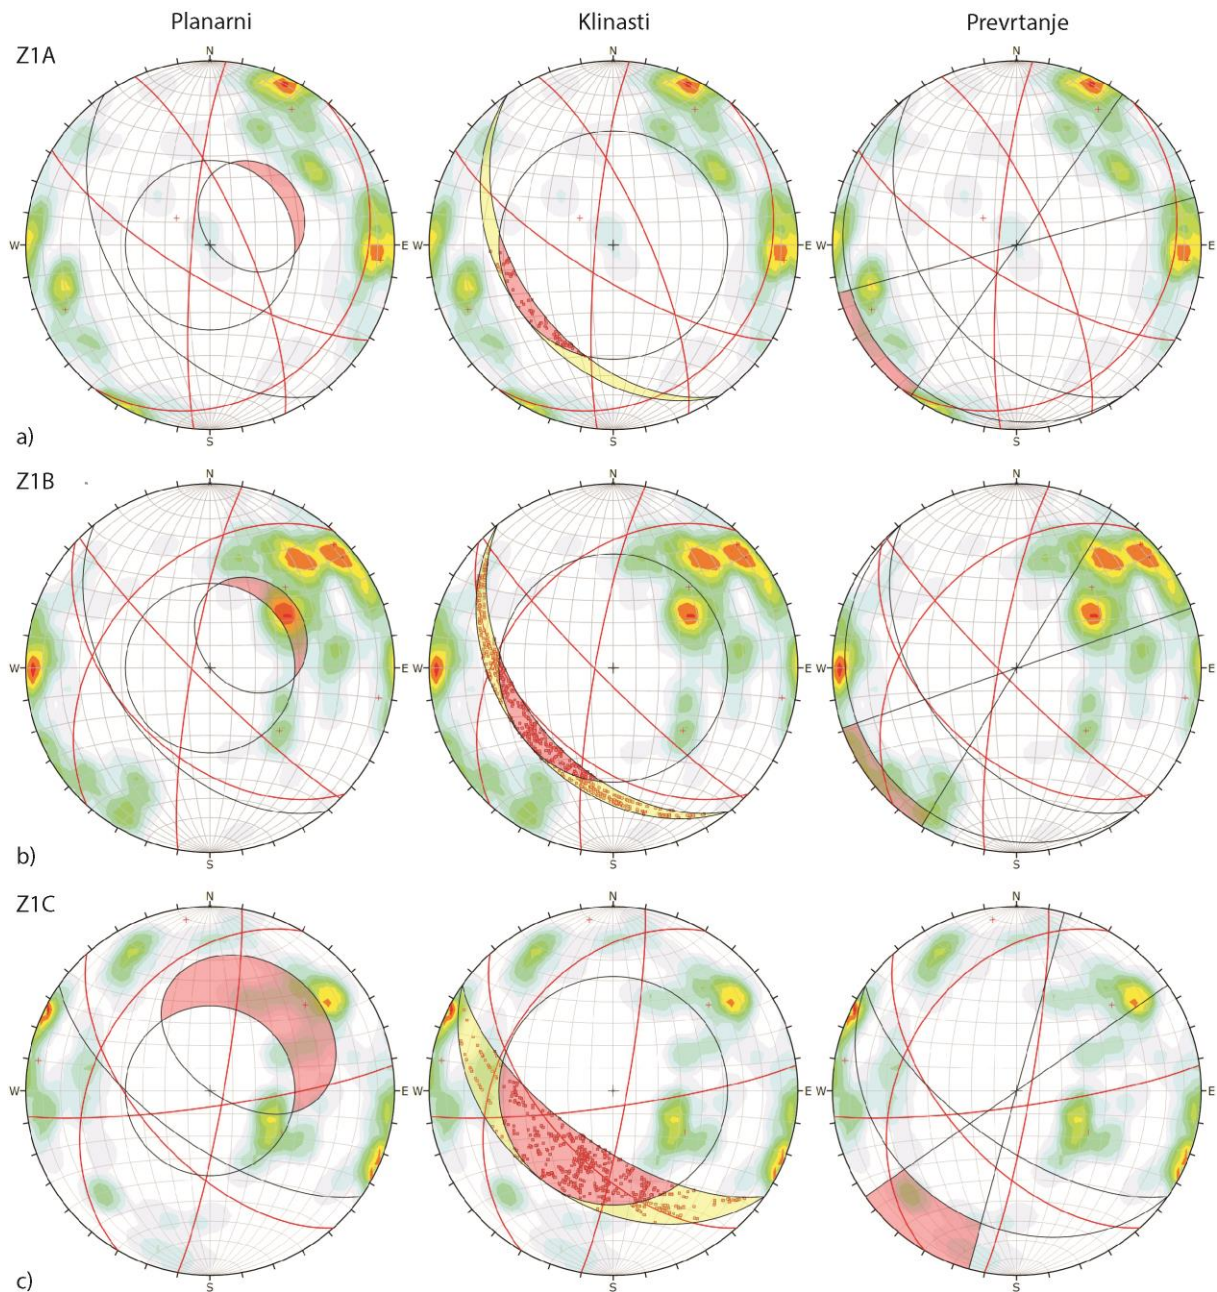 Planarni Klinasti Prevrtanje
Z1A
N N N
W E W E W E
S S S
a)
Z1B
N N N
W E W E W E
S S S
b)
Z1C
N N N
W E W E W E
S S S
c)